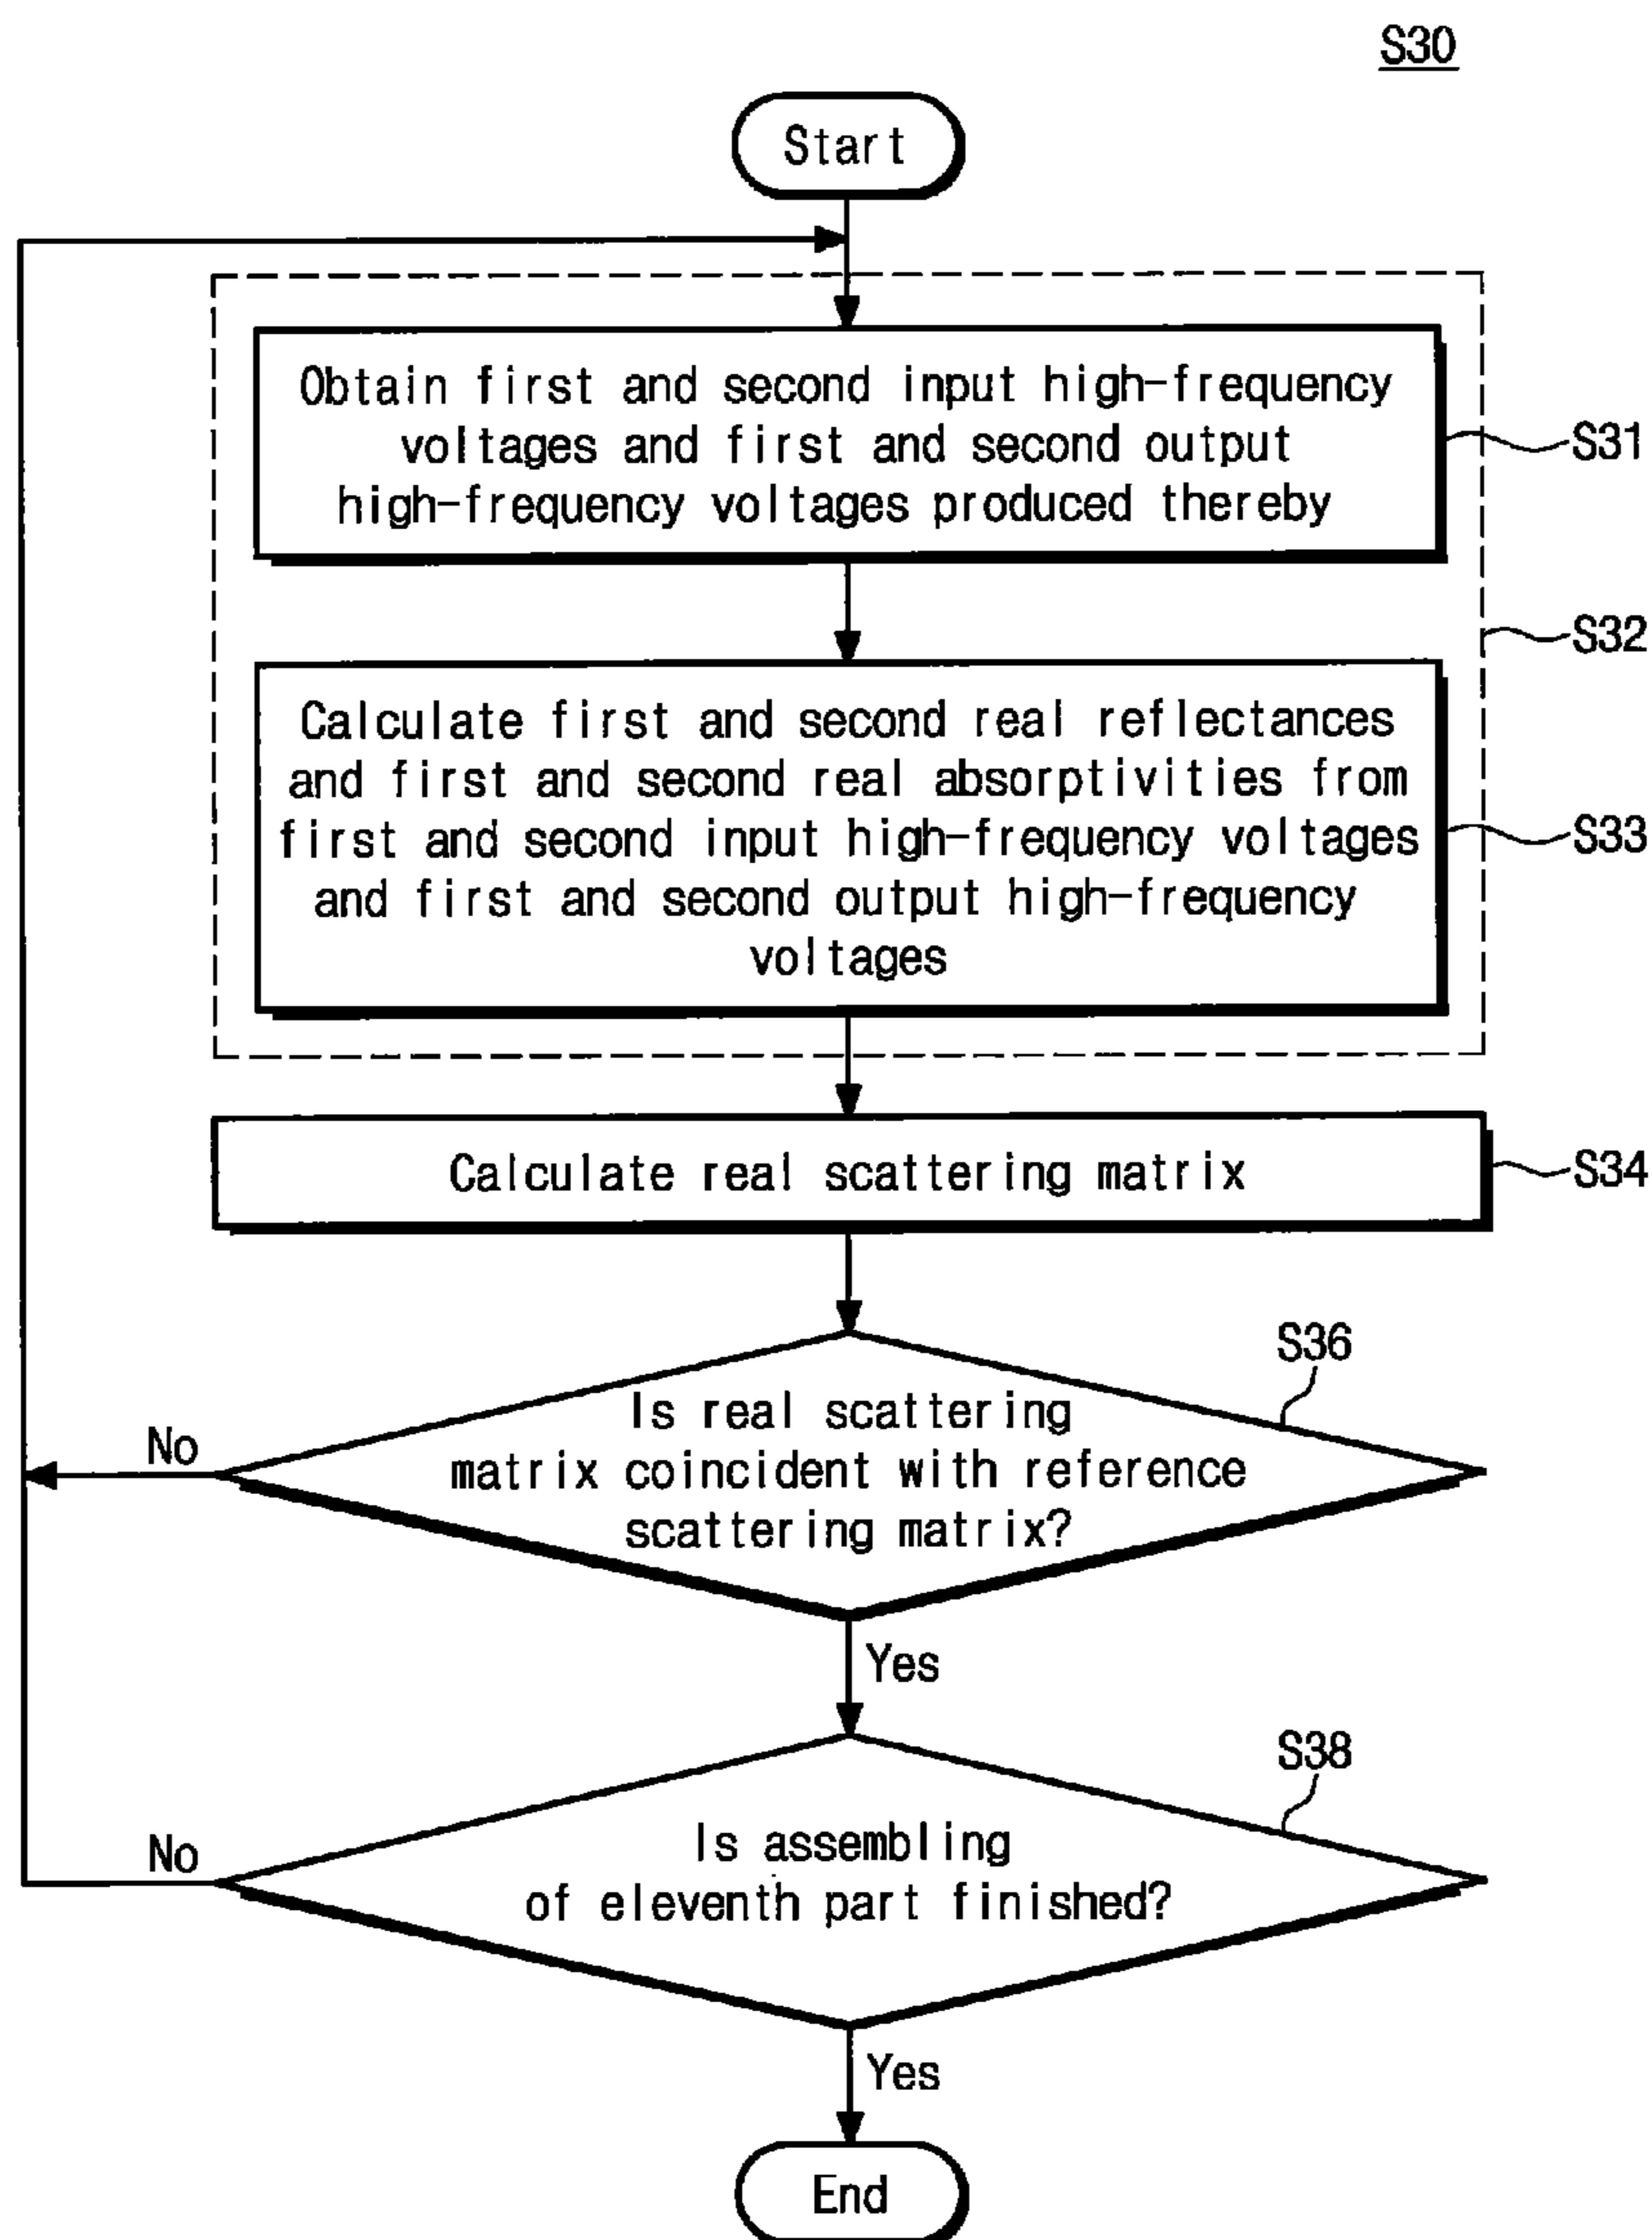 S30
Start
Obtain first and second input high-frequency
voltages and first and second output
high-frequency voltages produced thereby
S31
S32
Calculate first and second real reflectances
and first and second real absorptivities from
first and second input high-frequency voltages
and first and second output high-frequency
voltages
S33
Calculate real scattering matrix
S34
S36
Is real scattering
matrix coincident with reference
scattering matrix?
No
Yes
S38
Is assembling
of eleventh part finished?
No
Yes
End